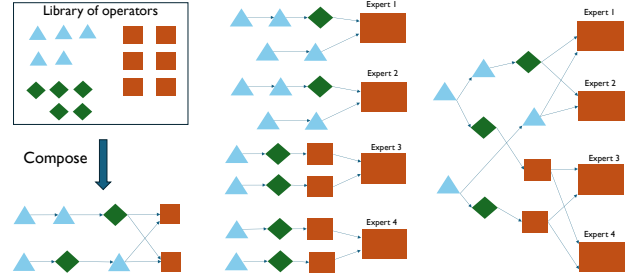 Library of operators
Compose
Expert 1
Expert 2
Expert 3
Expert 4
Expert 1
Expert 2
Expert 3
Expert 4